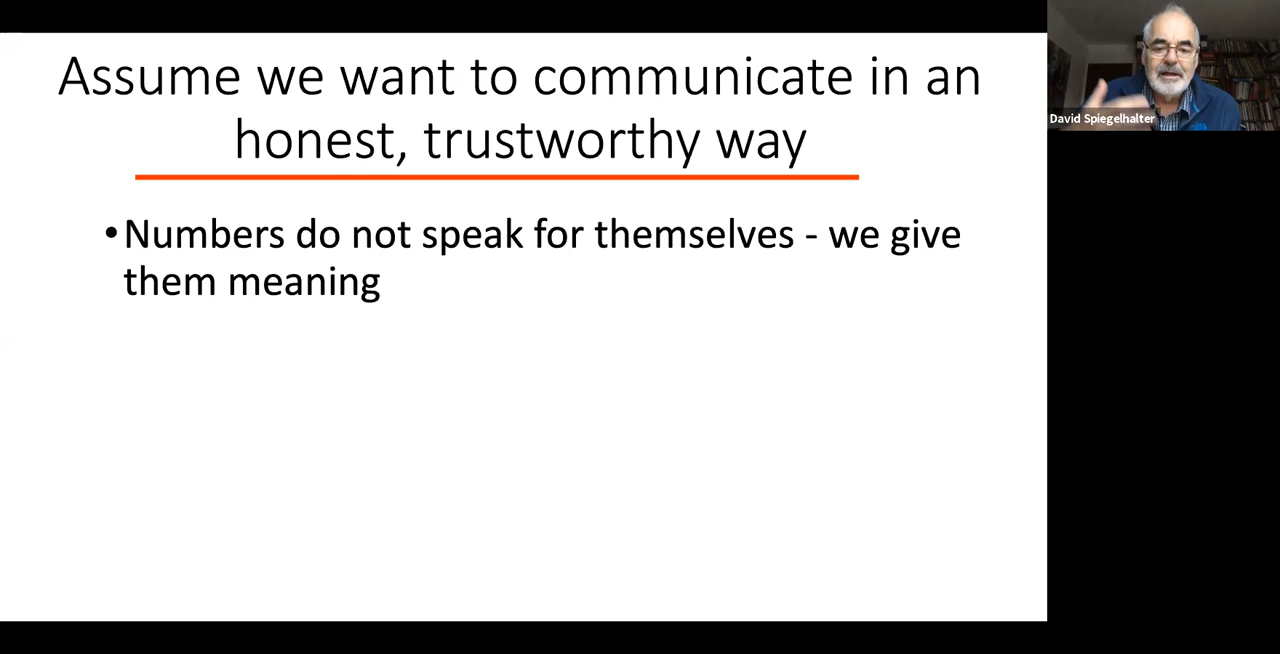 Assume we want to communicate in an
honest, trustworthy way
•Numbers do not speak for themselves - we give
them meaning
David Spiegelhalter